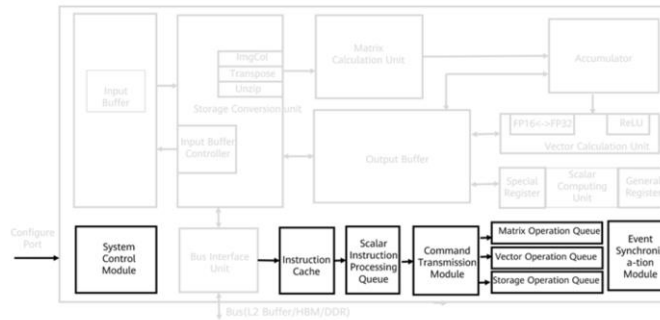 ImgCol
Transpose
Unzip
Storage Conversion unit
Input
Buffer
Input Buffer
Controller
Matrix
Calculation Unit
Accumulator
FP16<->FP32
ReLU
Vector Calculation Unit
Output Buffer
Special
Register
Scalar
Computing
Unit
General
Register
Configure
Port
System
Control
Module
Bus Interface
Unit
Instruction
Cache
Scalar
Instruction
Processing
Queue
Command
Transmission
Module
Matrix Operation Queue
Vector Operation Queue
Storage Operation Queue
Event
Synchroni
a-tion
Module
Bus(L2 Buffer/HBM/DDR)